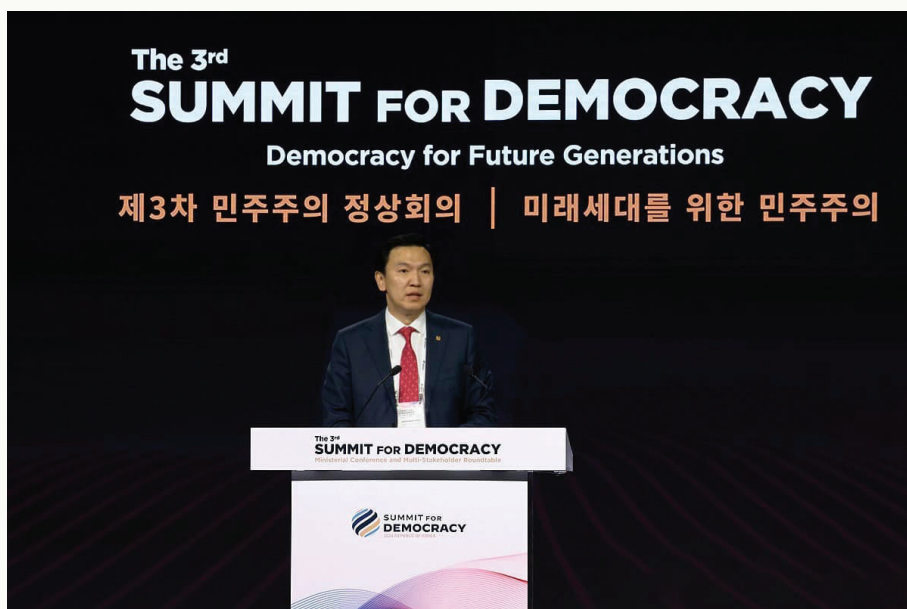 The 3rd
SUMMIT FOR DEMOCRACY
Democracy for Future Generations
제3차 민주주의 정상회의 | 미래세대를 위한 민주주의
The 3rd
SUMMIT FOR DEMOCRACY
Ministerial Conference and Multi-Stakeholder Roundtable
SUMMIT FOR
DEMOCRACY